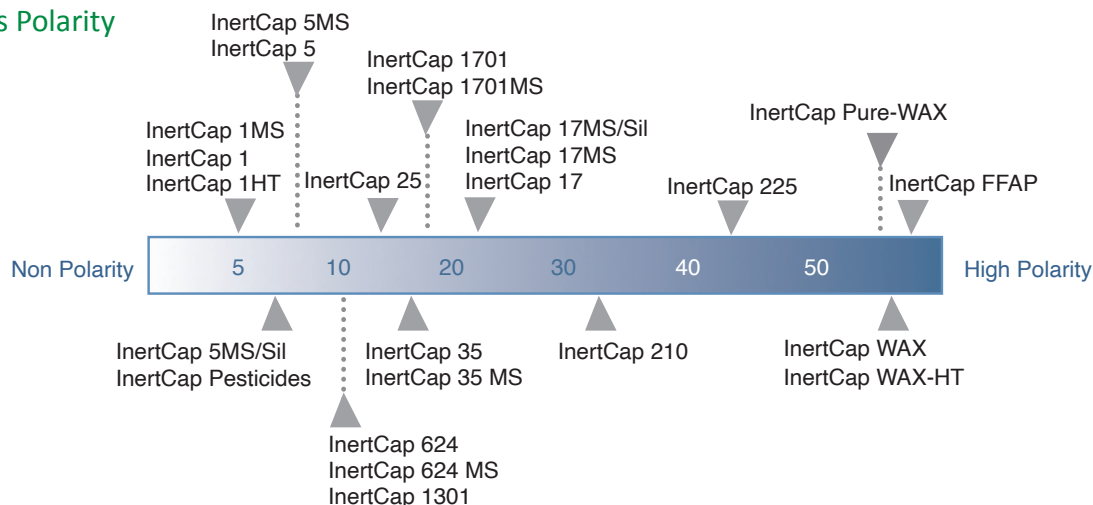 s Polarity
InertCap 5MS
InertCap 5
InertCap 1701
InertCap 1701MS
InertCap 1MS
InertCap 1
InertCap 1HT
InertCap 25
InertCap 17MS/Sil
InertCap 17MS
InertCap 17
InertCap 225
InertCap Pure-WAX
InertCap FFAP
Non Polarity
5
10
20
30
40
50
High Polarity
InertCap 5MS/Sil
InertCap Pesticides
InertCap 35
InertCap 35 MS
InertCap 210
InertCap WAX
InertCap WAX-HT
InertCap 624
InertCap 624 MS
InertCap 1301